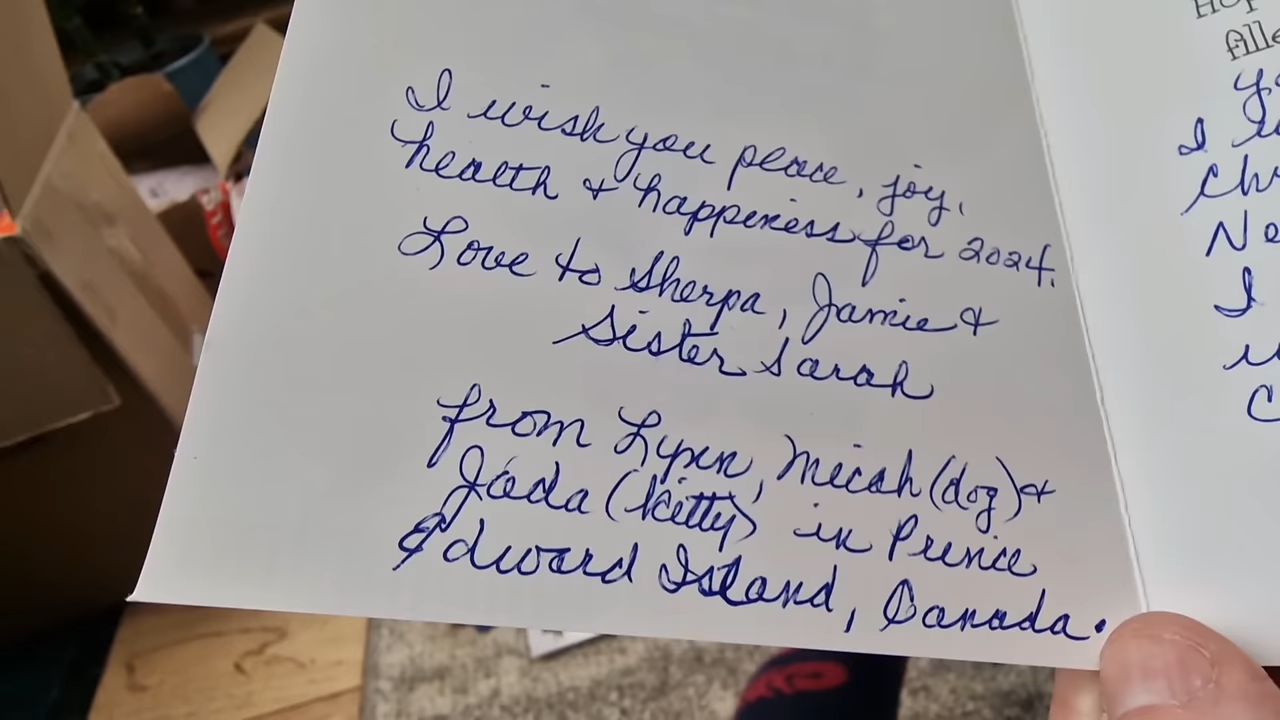 I wish you peace, joy,
health & happiness for 2024.
Love to Sherpa, Jamie &
Sister Sarah
from Lynn, Micah (dog) &
Jada (kitty) in Prince
Edward Island, Canada.
I
Ne
I